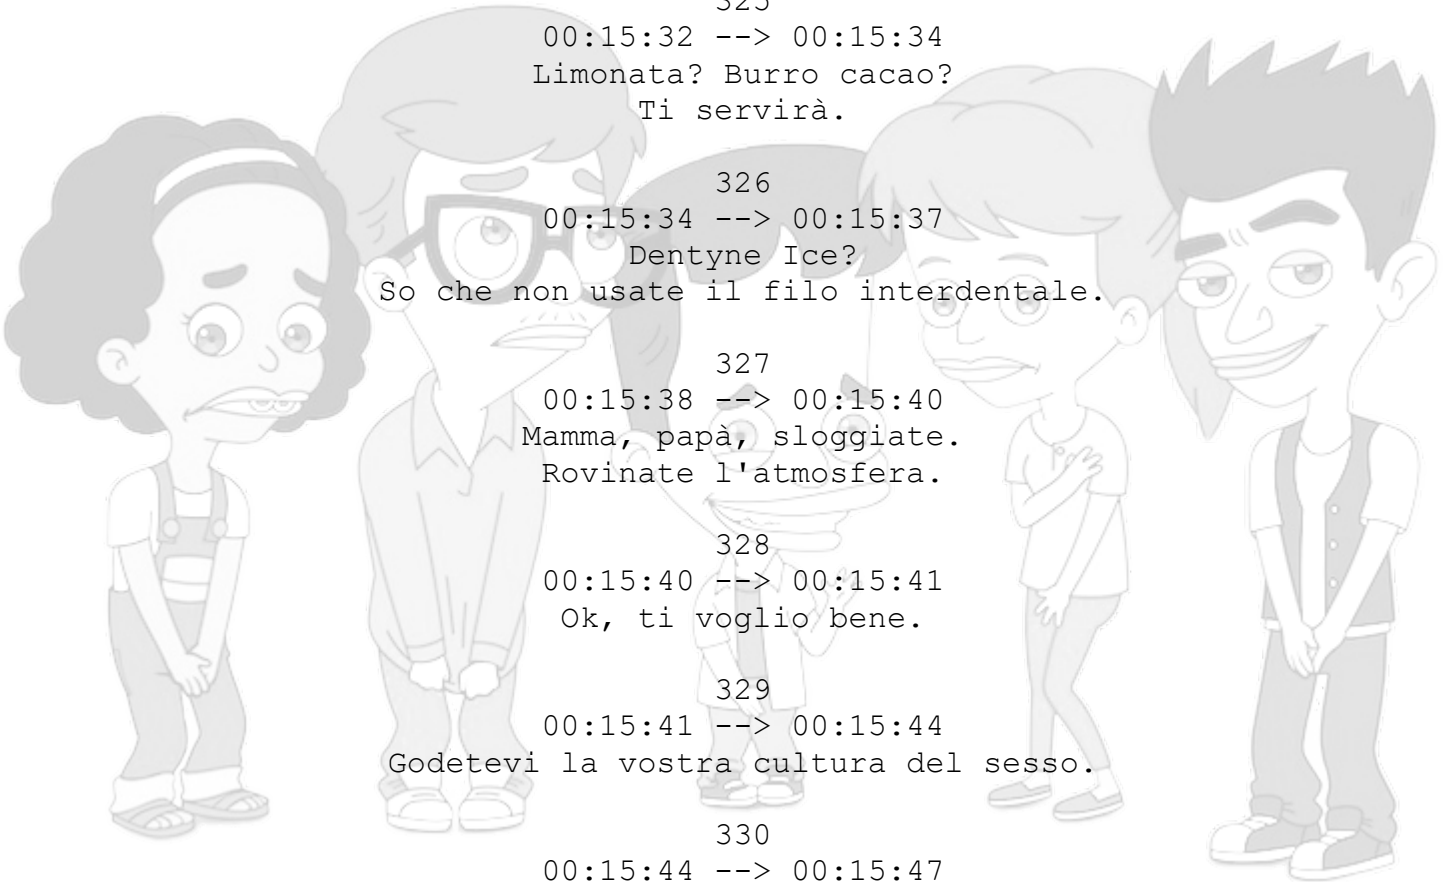 325
00:15:32 --> 00:15:34
Limonata? Burro cacao?
Ti servirà.
326
00:15:34 --> 00:15:37
Dentyne Ice?
So che non usate il filo interdentale.
327
00:15:38 --> 00:15:40
Mamma, papà, sloggiate.
Rovinate l'atmosfera.
328
00:15:40 --> 00:15:41
Ok, ti voglio bene.
329
00:15:41 --> 00:15:44
Godetevi la vostra cultura del sesso.
330
00:15:44 --> 00:15:47